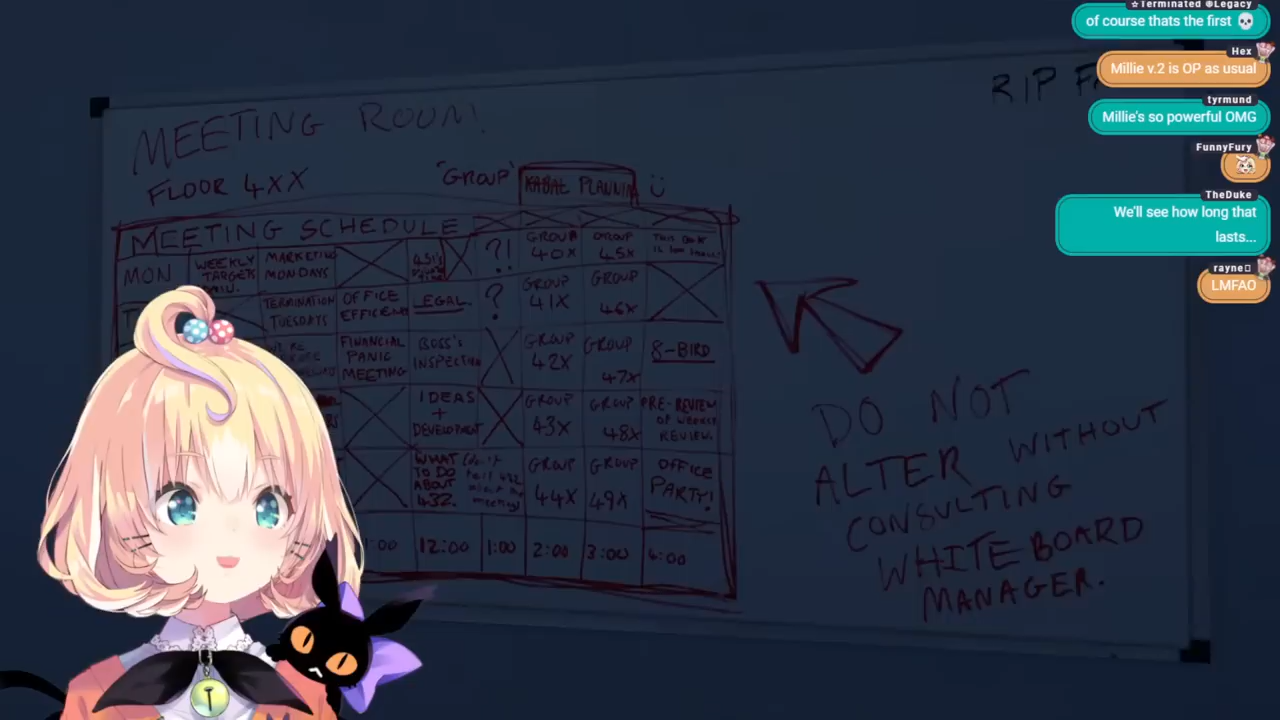 MEETING ROOM
FLOOR 4XX
"GROUP"
KABAL PLANNIN
MEETING SCHEDULE
MON
WEEKLY
TARGETS
MARKETING
MONDAYS
?!
GROUP
40X
GROUP
45X
TERMINATION
TUESDAYS
OFFICE
LEGAL.
?
GROUP
41X
GROUP
46X
FINANCIAL
PANIC
MEETING
BOSS'S
INSPECTION
GROUP
42X
GROUP
47X
8-BIRD
IDEAS
+
DEVELOPMENT
GROUP
43X
GROUP
48X
PRE-REVIEW
OF WEEKLY
REVIEW.
WHAT
TO DO
ABOUT
432.
GROUP
44X
GROUP
49X
OFFICE
PARTY!
1:00
12:00
1:00
2:00
3:00
4:00
RIP
DO NOT
ALTER WITHOUT
CONSULTING
WHITEBOARD
MANAGER.
☆Terminated ®Legacy
of course thats the first 💀
Hex
Millie v.2 is OP as usual
tyrmund
Millie's so powerful OMG
FunnyFury
TheDuke
We'll see how long that
lasts...
rayne
LMFAO